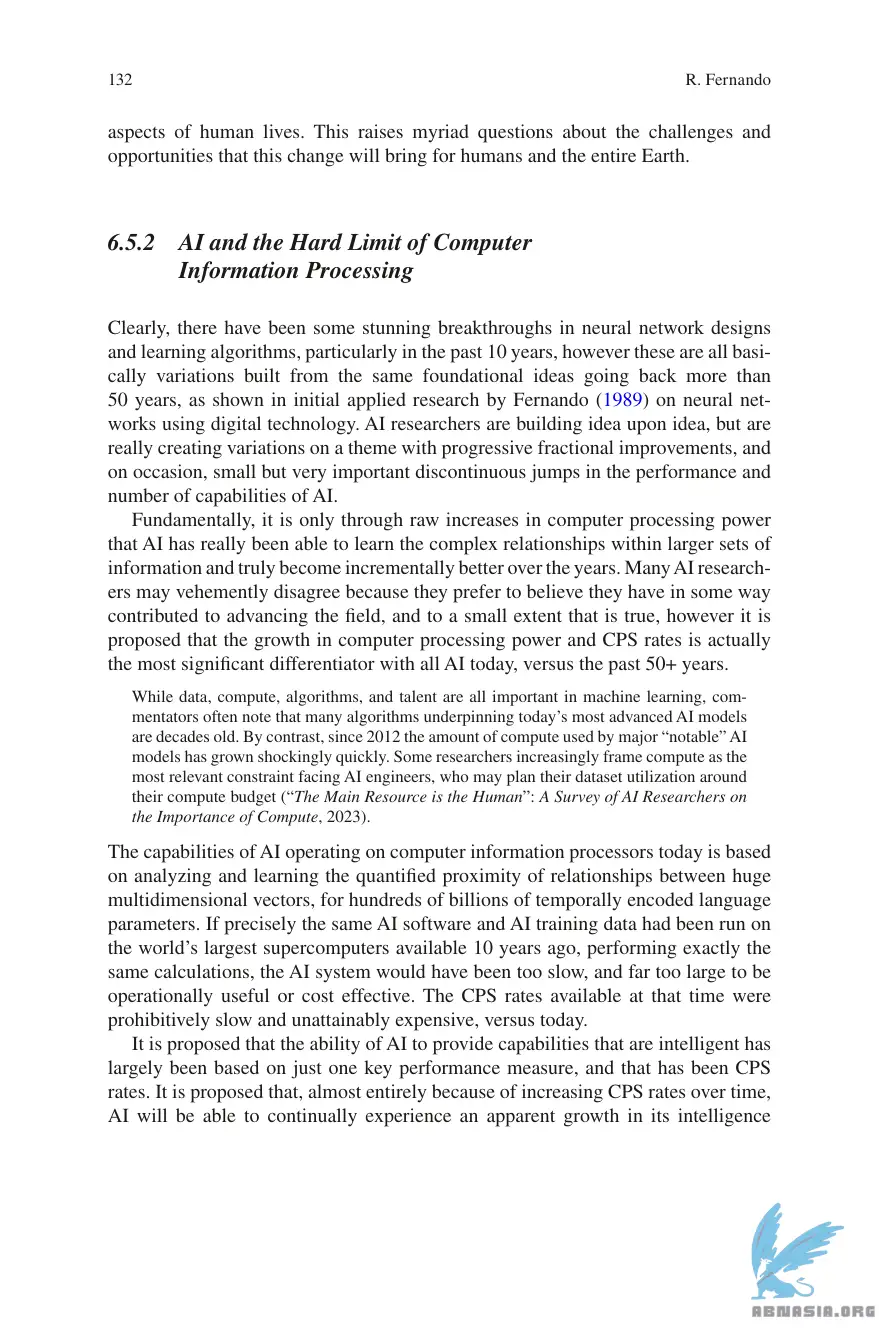 132
R. Fernando
aspects of human lives. This raises myriad questions about the challenges and
opportunities that this change will bring for humans and the entire Earth.
6.5.2 AI and the Hard Limit of Computer
Information Processing
Clearly, there have been some stunning breakthroughs in neural network designs
and learning algorithms, particularly in the past 10 years, however these are all basi-
cally variations built from the same foundational ideas going back more than
50 years, as shown in initial applied research by Fernando (1989) on neural net-
works using digital technology. AI researchers are building idea upon idea, but are
really creating variations on a theme with progressive fractional improvements, and
on occasion, small but very important discontinuous jumps in the performance and
number of capabilities of AI.
Fundamentally, it is only through raw increases in computer processing power
that AI has really been able to learn the complex relationships within larger sets of
information and truly become incrementally better over the years. Many AI research-
ers may vehemently disagree because they prefer to believe they have in some way
contributed to advancing the field, and to a small extent that is true, however it is
proposed that the growth in computer processing power and CPS rates is actually
the most significant differentiator with all AI today, versus the past 50+ years.
While data, compute, algorithms, and talent are all important in machine learning, com-
mentators often note that many algorithms underpinning today's most advanced AI models
are decades old. By contrast, since 2012 the amount of compute used by major “notable” AI
models has grown shockingly quickly. Some researchers increasingly frame compute as the
most relevant constraint facing AI engineers, who may plan their dataset utilization around
their compute budget (“The Main Resource is the Human”: A Survey of AI Researchers on
the Importance of Compute, 2023).
The capabilities of AI operating on computer information processors today is based
on analyzing and learning the quantified proximity of relationships between huge
multidimensional vectors, for hundreds of billions of temporally encoded language
parameters. If precisely the same AI software and AI training data had been run on
the world's largest supercomputers available 10 years ago, performing exactly the
same calculations, the AI system would have been too slow, and far too large to be
operationally useful or cost effective. The CPS rates available at that time were
prohibitively slow and unattainably expensive, versus today.
It is proposed that the ability of AI to provide capabilities that are intelligent has
largely been based on just one key performance measure, and that has been CPS
rates. It is proposed that, almost entirely because of increasing CPS rates over time,
AI will be able to continually experience an apparent growth in its intelligence
ABNASIA.ORG